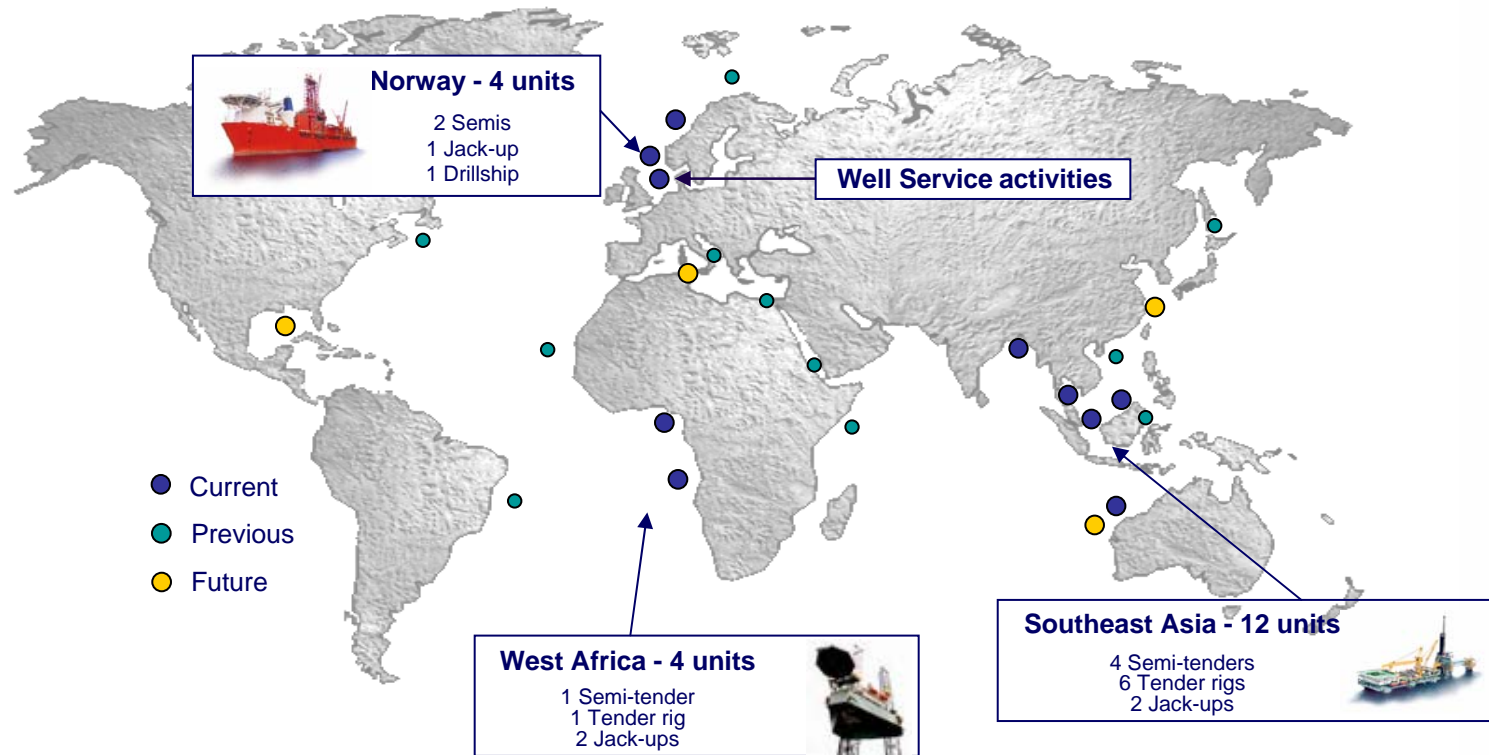 Norway - 4 units
2 Semis
1 Jack-up
1 Drillship
Well Service activities
Current
Previous
Future
West Africa - 4 units
1 Semi-tender
1 Tender rig
2 Jack-ups
Southeast Asia - 12 units
4 Semi-tenders
6 Tender rigs
2 Jack-ups